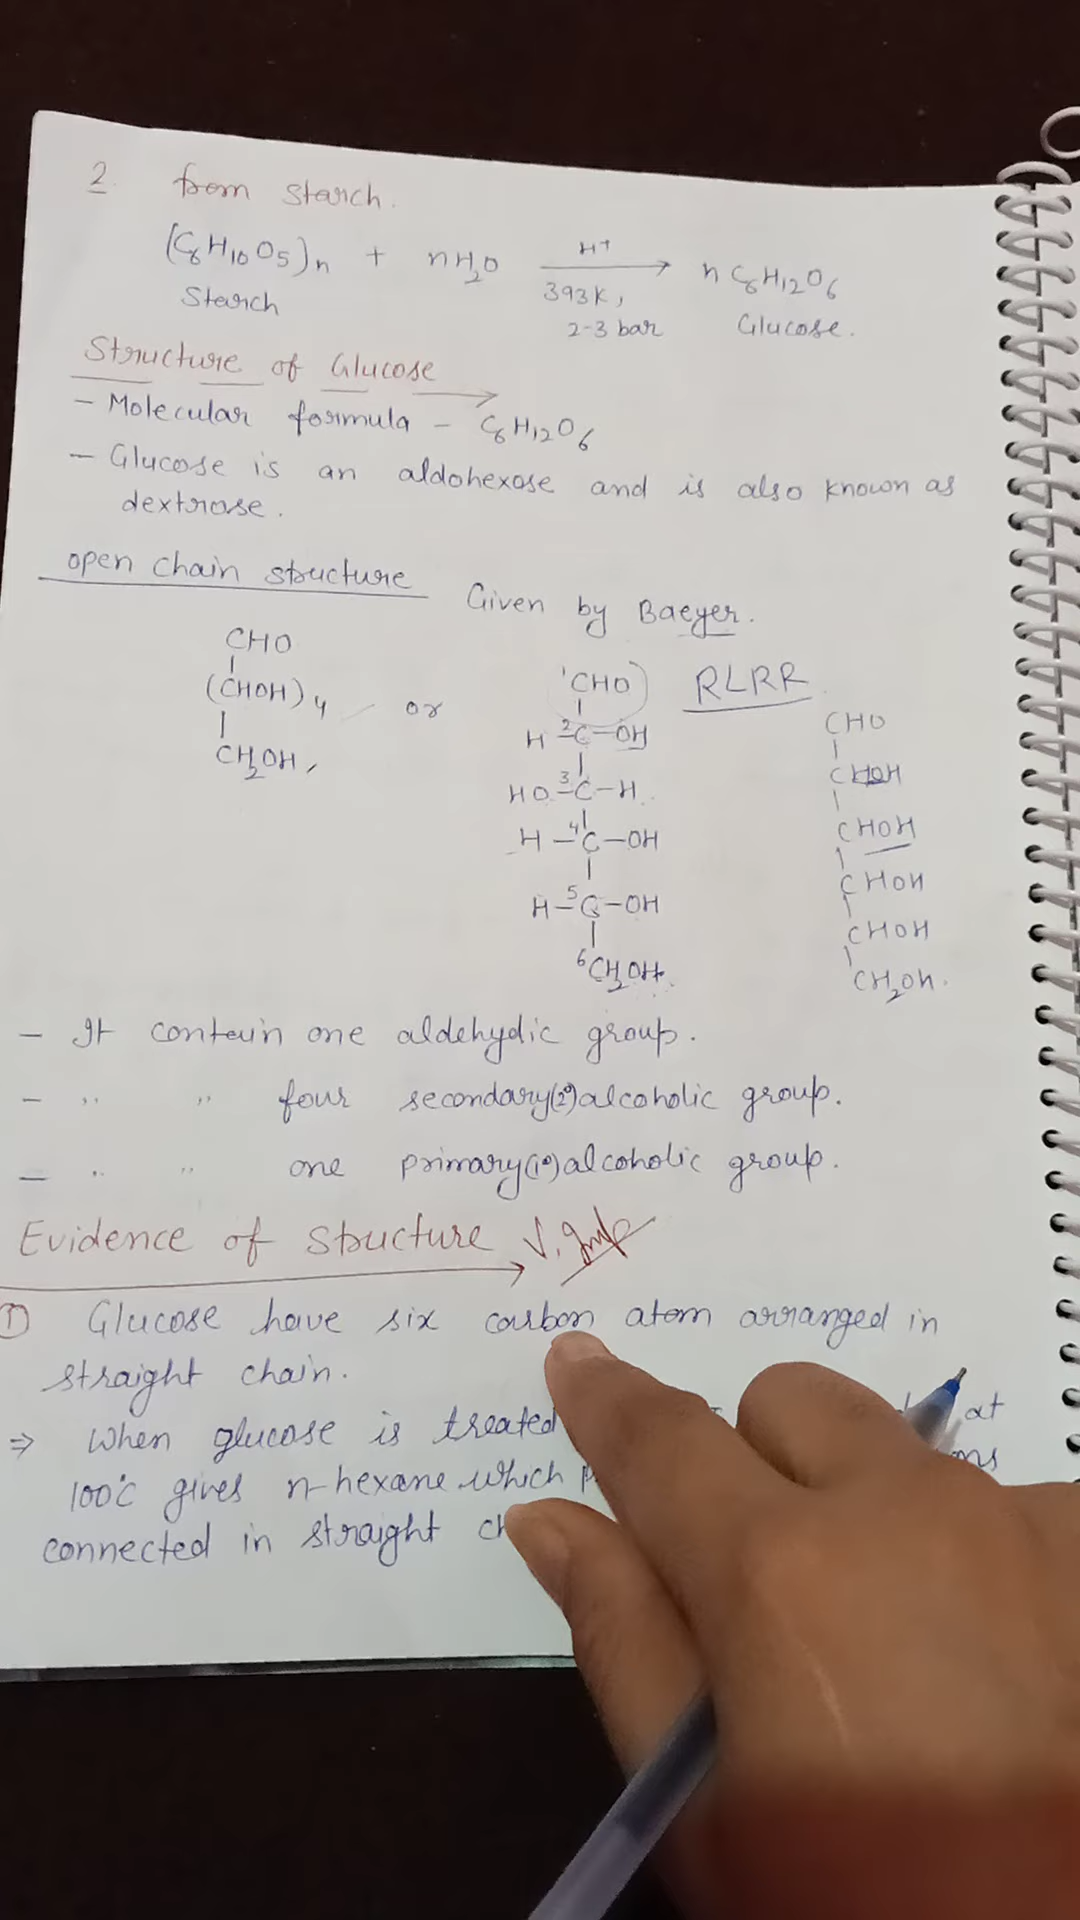 2. from starch.
(C6H10O5)n + nH2O H+ → n C6H12O6
Starch 393K, 2-3 bar Glucose.
Structure of Glucose
- Molecular formula - C6H12O6
- Glucose is an aldohexose and is also known as
dextrose.
open chain structure
Given by Baeyer.
CHO
(CHOH)4
CH2OH,
or
1CHO
H-2C-OH
HO-3C-H
H-4C-OH
H-5C-OH
6CH2OH
RLRR
CHO
CHOH
CHOH
CHOH
CHOH
CH2OH.
- It contain one aldehydic group.
- " " four secondary(2°)alcoholic group.
- " " one primary(1°)alcoholic group.
Evidence of structure → V. Imp
① Glucose have six carbon atom arranged in
straight chain.
⇒ When glucose is treated at
100°C gives n-hexane which
connected in straight